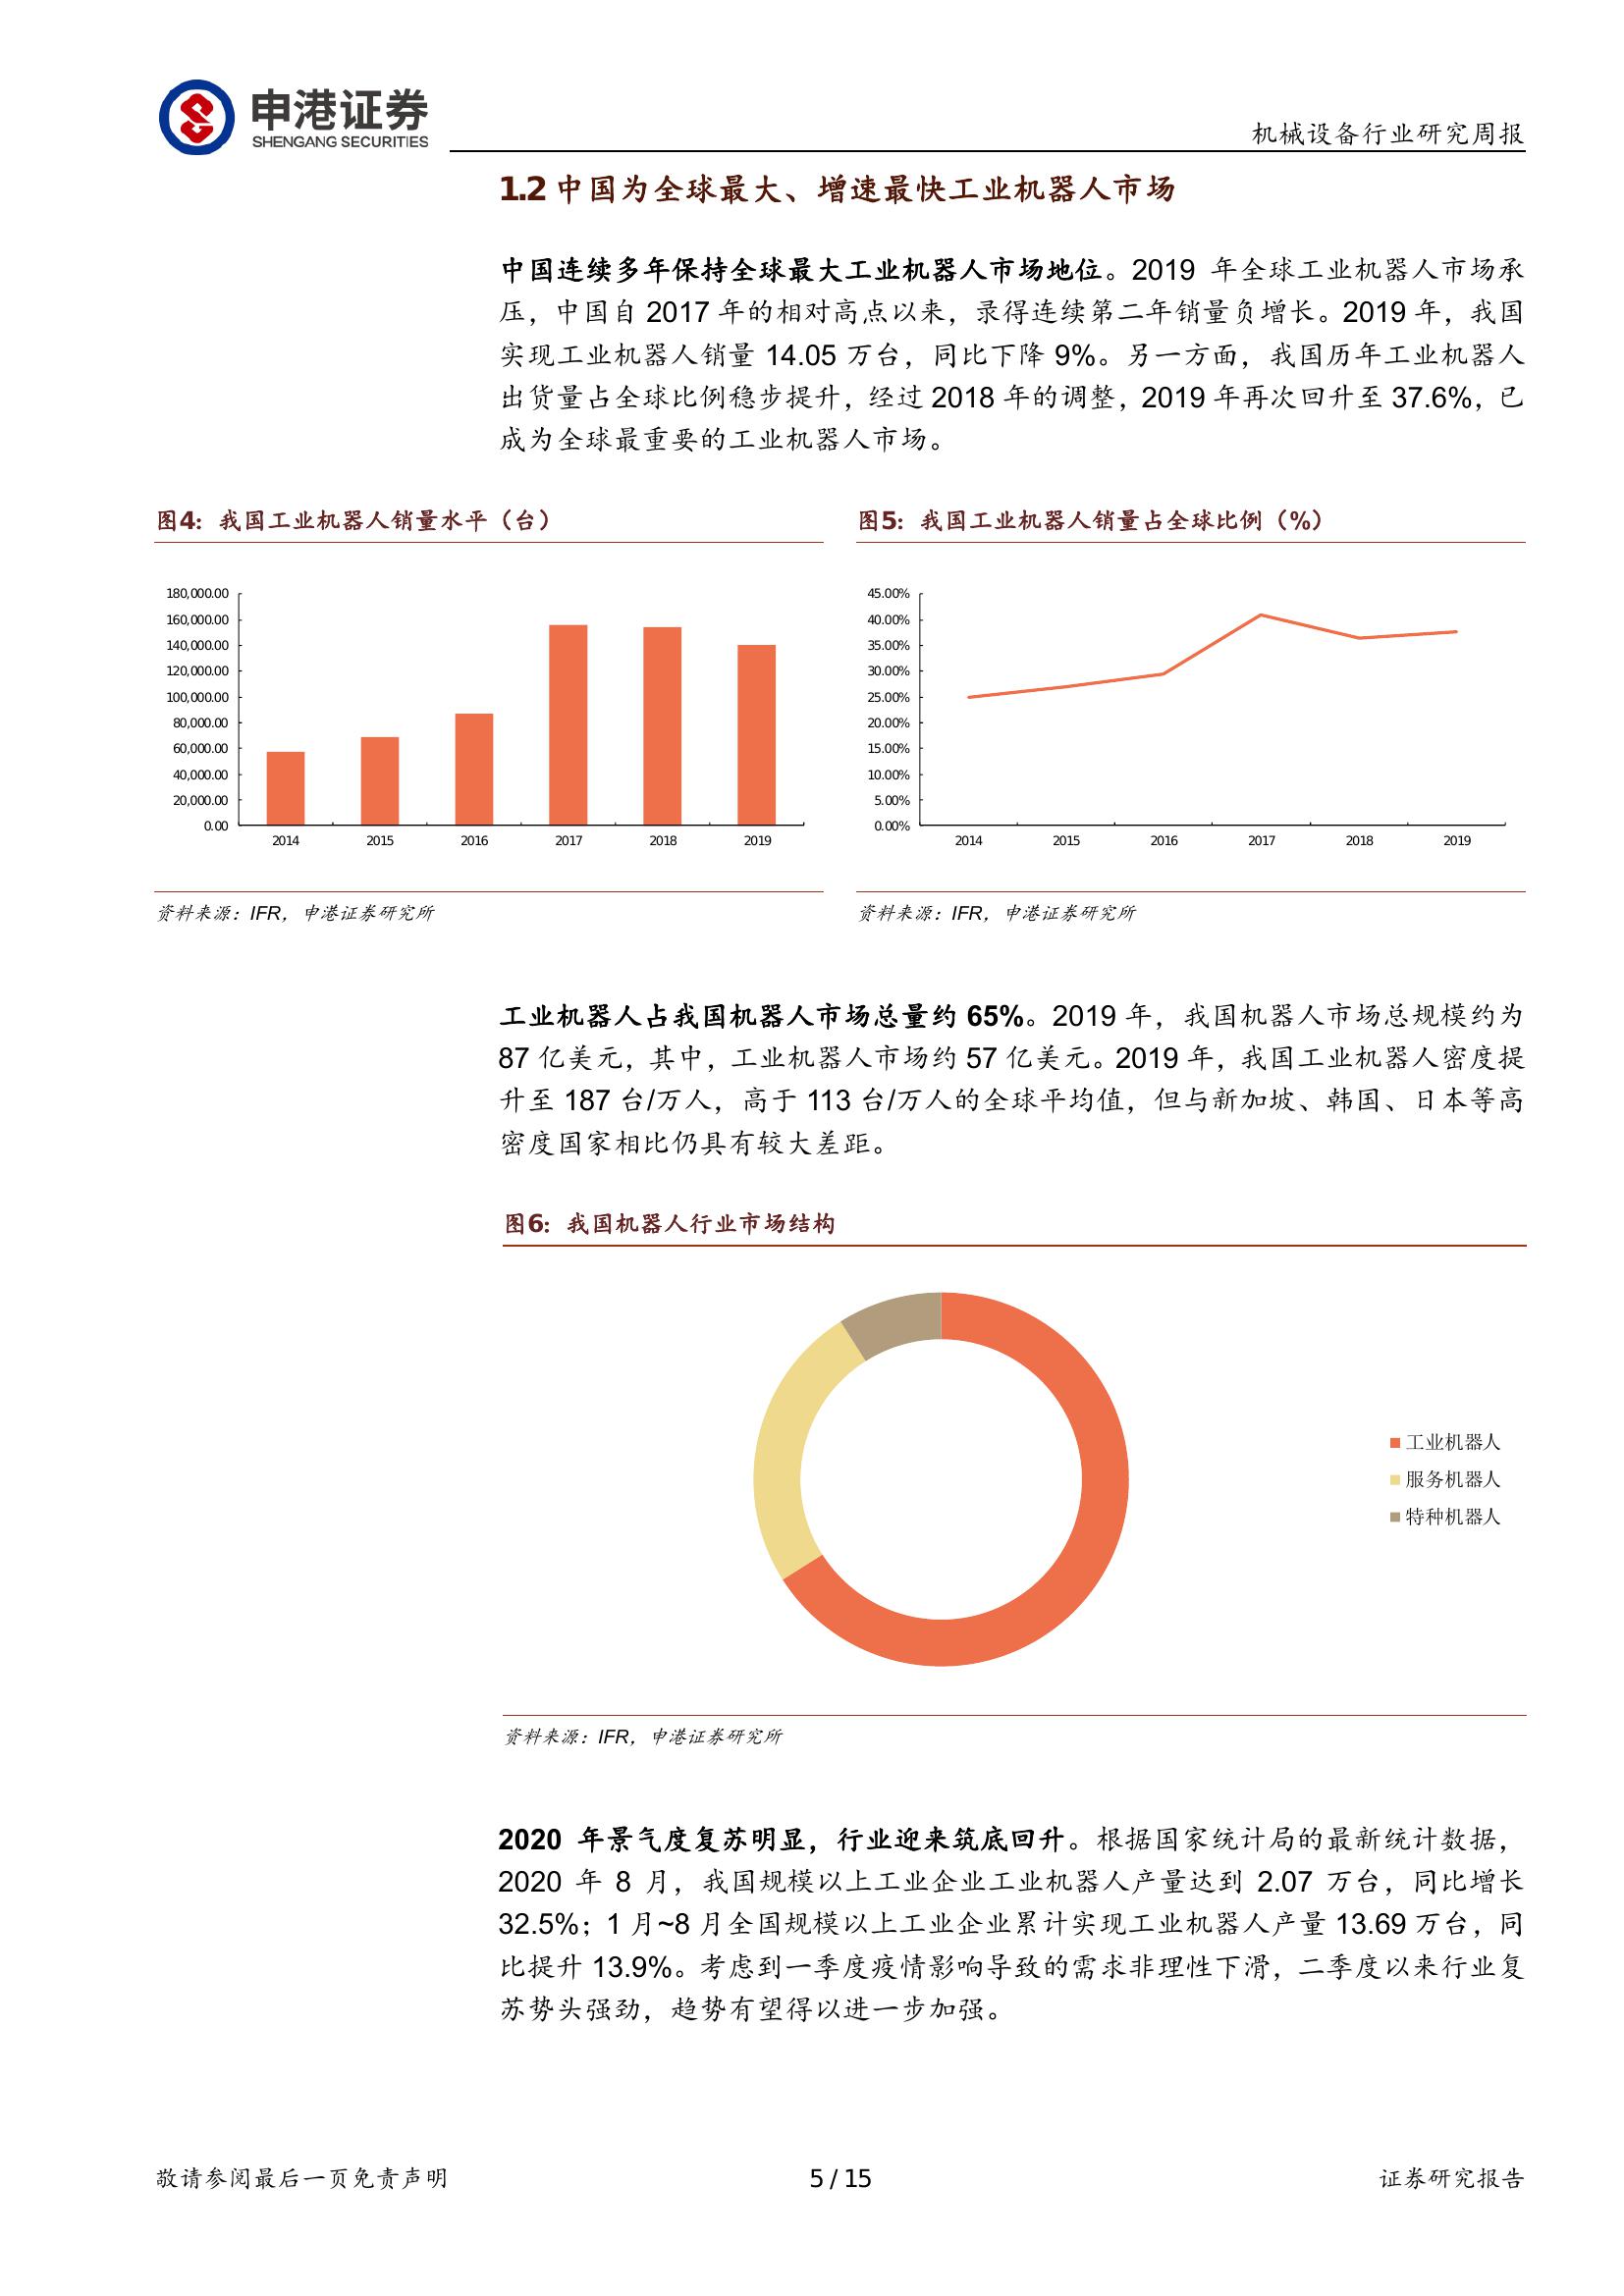 申港证券
SHENGANG SECURITIES
机械设备行业研究周报
1.2 中国为全球最大、增速最快工业机器人市场
中国连续多年保持全球最大工业机器人市场地位。2019 年全球工业机器人市场承
压，中国自 2017 年的相对高点以来，录得连续第二年销量负增长。2019 年，我国
实现工业机器人销量 14.05 万台，同比下降 9%。另一方面，我国历年工业机器人
出货量占全球比例稳步提升，经过 2018 年的调整，2019 年再次回升至 37.6%，已
成为全球最重要的工业机器人市场。
图4：我国工业机器人销量水平（台）
180,000.00
160,000.00
140,000.00
120,000.00
100,000.00
80,000.00
60,000.00
40,000.00
20,000.00
0.00
2014 2015 2016 2017 2018 2019
资料来源：IFR，申港证券研究所
图5：我国工业机器人销量占全球比例（%）
45.00%
40.00%
35.00%
30.00%
25.00%
20.00%
15.00%
10.00%
5.00%
0.00%
2014 2015 2016 2017 2018 2019
资料来源：IFR，申港证券研究所
工业机器人占我国机器人市场总量约 65%。2019 年，我国机器人市场总规模约为
87 亿美元，其中，工业机器人市场约 57 亿美元。2019 年，我国工业机器人密度提
升至 187 台/万人，高于 113 台/万人的全球平均值，但与新加坡、韩国、日本等高
密度国家相比仍具有较大差距。
图6：我国机器人行业市场结构
工业机器人
服务机器人
特种机器人
资料来源：IFR，申港证券研究所
2020 年景气度复苏明显，行业迎来筑底回升。根据国家统计局的最新统计数据，
2020 年 8 月，我国规模以上工业企业工业机器人产量达到 2.07 万台，同比增长
32.5%；1 月~8 月全国规模以上工业企业累计实现工业机器人产量 13.69 万台，同
比提升 13.9%。考虑到一季度疫情影响导致的需求非理性下滑，二季度以来行业复
苏势头强劲，趋势有望得以进一步加强。
敬请参阅最后一页免责声明
5 / 15
证券研究报告